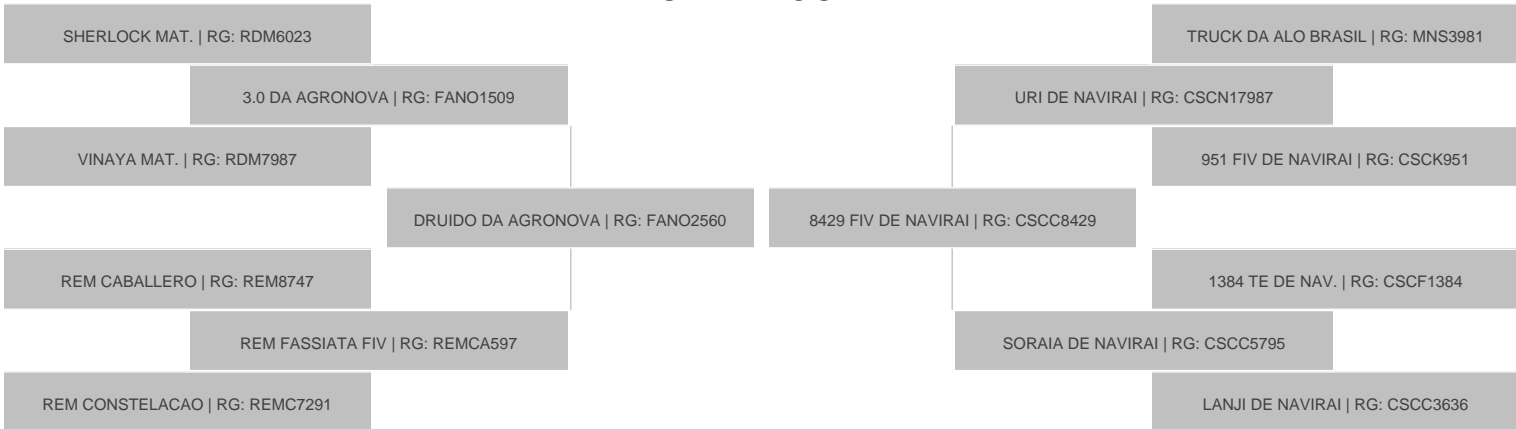 SHERLOCK MAT. | RG: RDM6023
TRUCK DA ALO BRASIL | RG: MNS3981
3.0 DA AGRONOVA | RG: FANO1509
URI DE NAVIRAI | RG: CSCN17987
VINAYA MAT. | RG: RDM7987
951 FIV DE NAVIRAI | RG: CSCK951
DRUIDO DA AGRONOVA | RG: FANO2560
8429 FIV DE NAVIRAI | RG: CSCC8429
REM CABALLERO | RG: REM8747
1384 TE DE NAV. | RG: CSCF1384
REM FASSIATA FIV | RG: REMCA597
SORAIA DE NAVIRAI | RG: CSCC5795
REM CONSTELACAO | RG: REMC7291
LANJI DE NAVIRAI | RG: CSCC3636